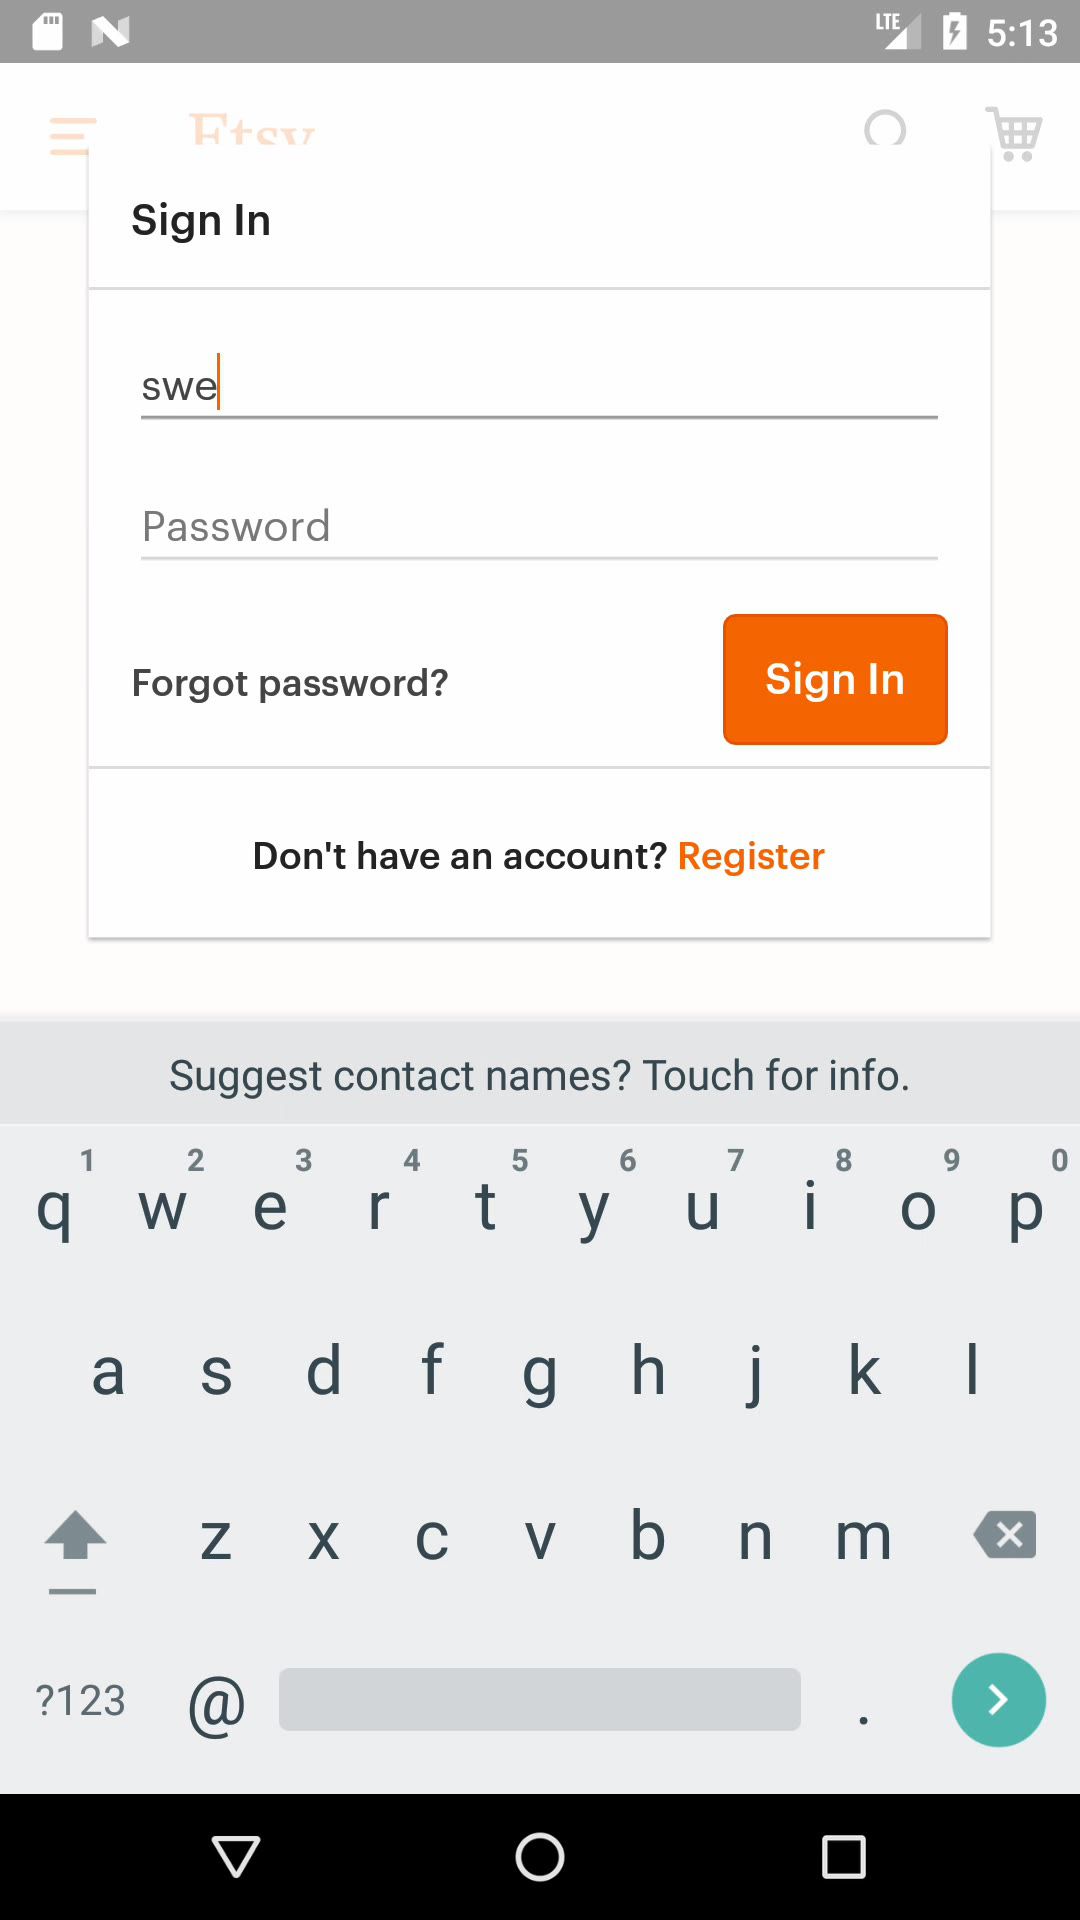 LTE 5:13
Etsy
Sign In
swe
Password
Forgot password?
Sign In
Don't have an account? Register
Suggest contact names? Touch for info.
1 2 3 4 5 6 7 8 9 0
q w e r t y u i o p
a s d f g h j k l
z x c v b n m
?123 @ .